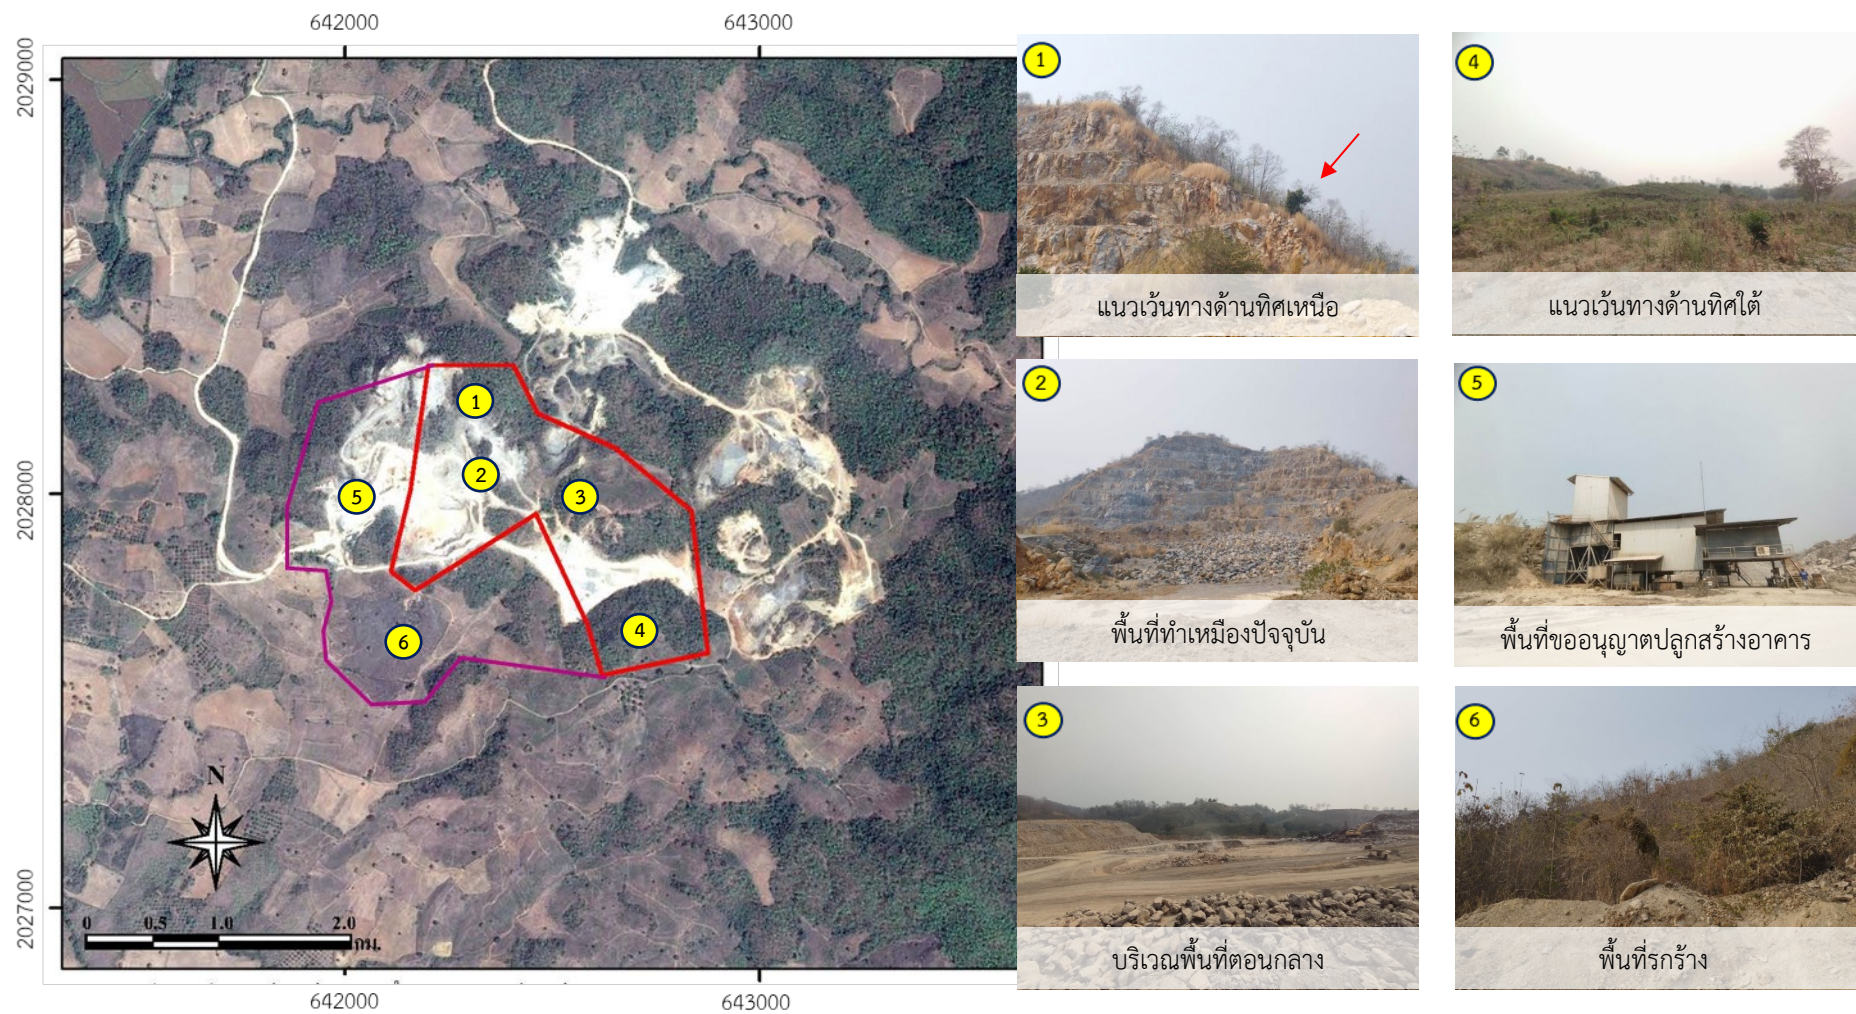 642000
643000
2029000
2028000
2027000
1
2
3
4
5
6
N
0
0.5
1.0
2.0
กม.
642000
643000
1
แนวเว้นทางด้านทิศเหนือ
4
แนวเว้นทางด้านทิศใต้
2
พื้นที่ทำเหมืองปัจจุบัน
5
พื้นที่ขออนุญาตปลูกสร้างอาคาร
3
บริเวณพื้นที่ตอนกลาง
6
พื้นที่รกร้าง